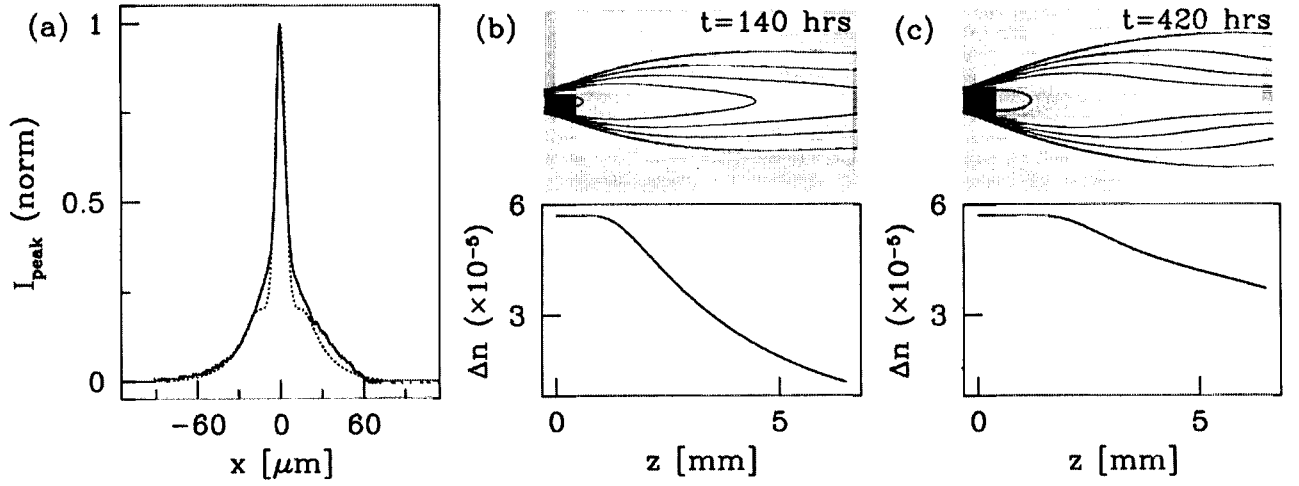 (a)
1
0.5
0
I_peak (norm)
−60 0 60
x [μm]
(b) t=140 hrs
6
3
Δn (×10⁻⁵)
0 5
z [mm]
(c) t=420 hrs
6
3
Δn (×10⁻⁵)
0 5
z [mm]